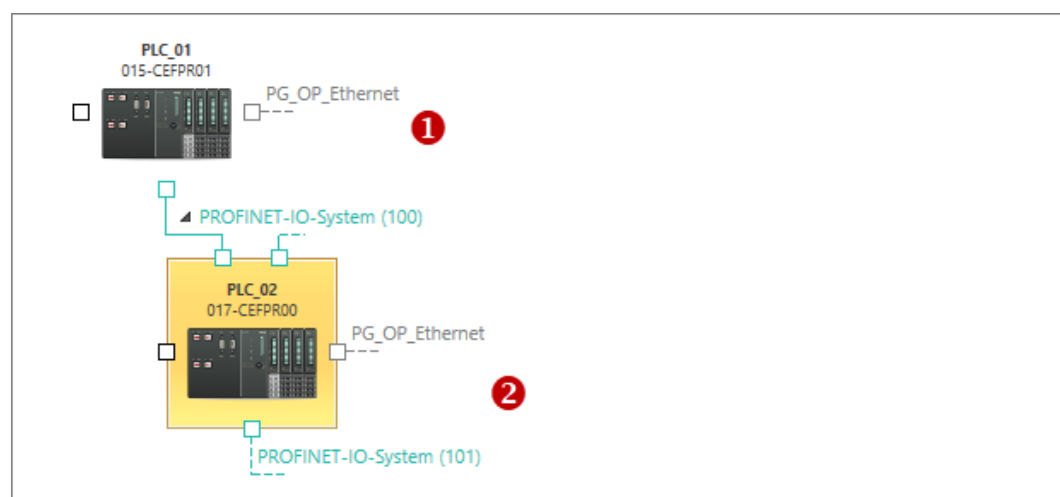 PLC_01
015-CEFPR01
PG_OP_Ethernet
1
PROFINET-IO-System (100)
PLC_02
017-CEFPR00
PG_OP_Ethernet
2
PROFINET-IO-System (101)